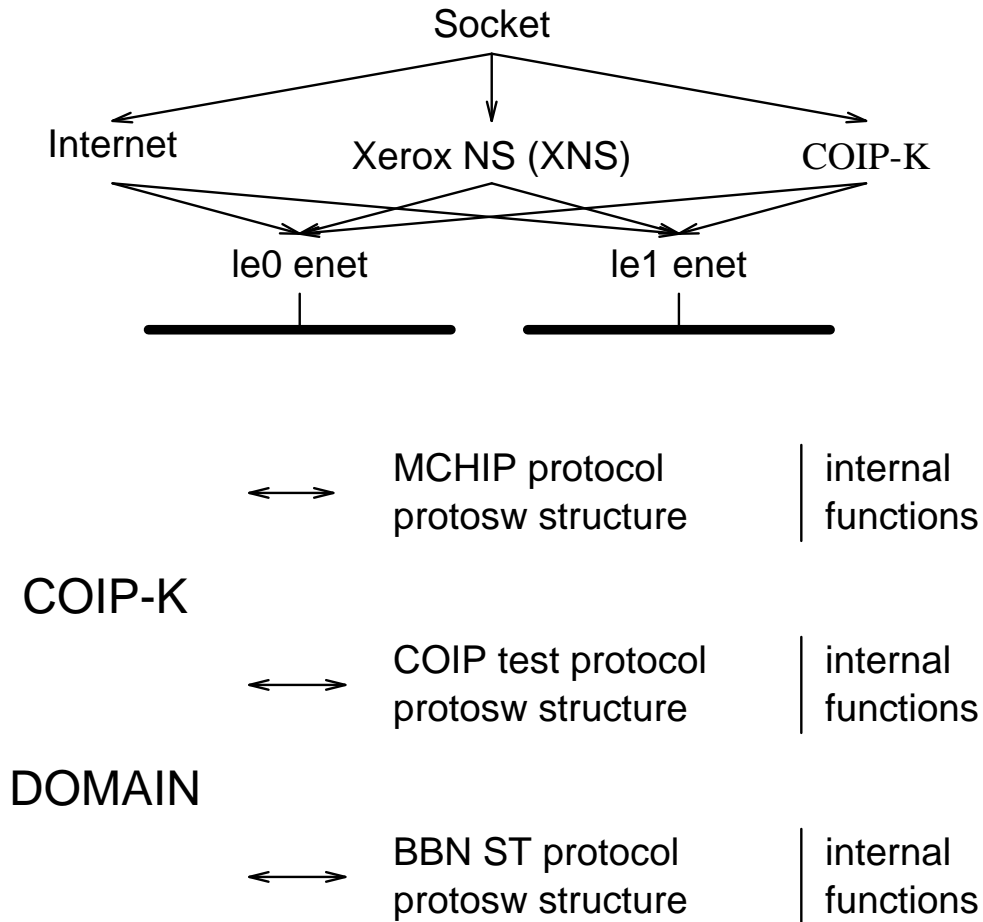 Socket
Internet
Xerox NS (XNS)
COIP-K
le0 enet
le1 enet
MCHIP protocol
protosw structure
internal
functions
COIP-K
COIP test protocol
protosw structure
internal
functions
DOMAIN
BBN ST protocol
protosw structure
internal
functions